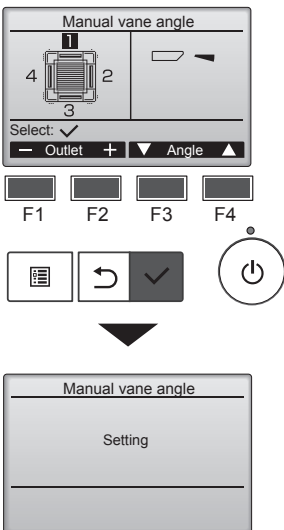 Manual vane angle
1
4 2
3
Select:
− Outlet + Angle
F1 F2 F3 F4
Manual vane angle
Setting